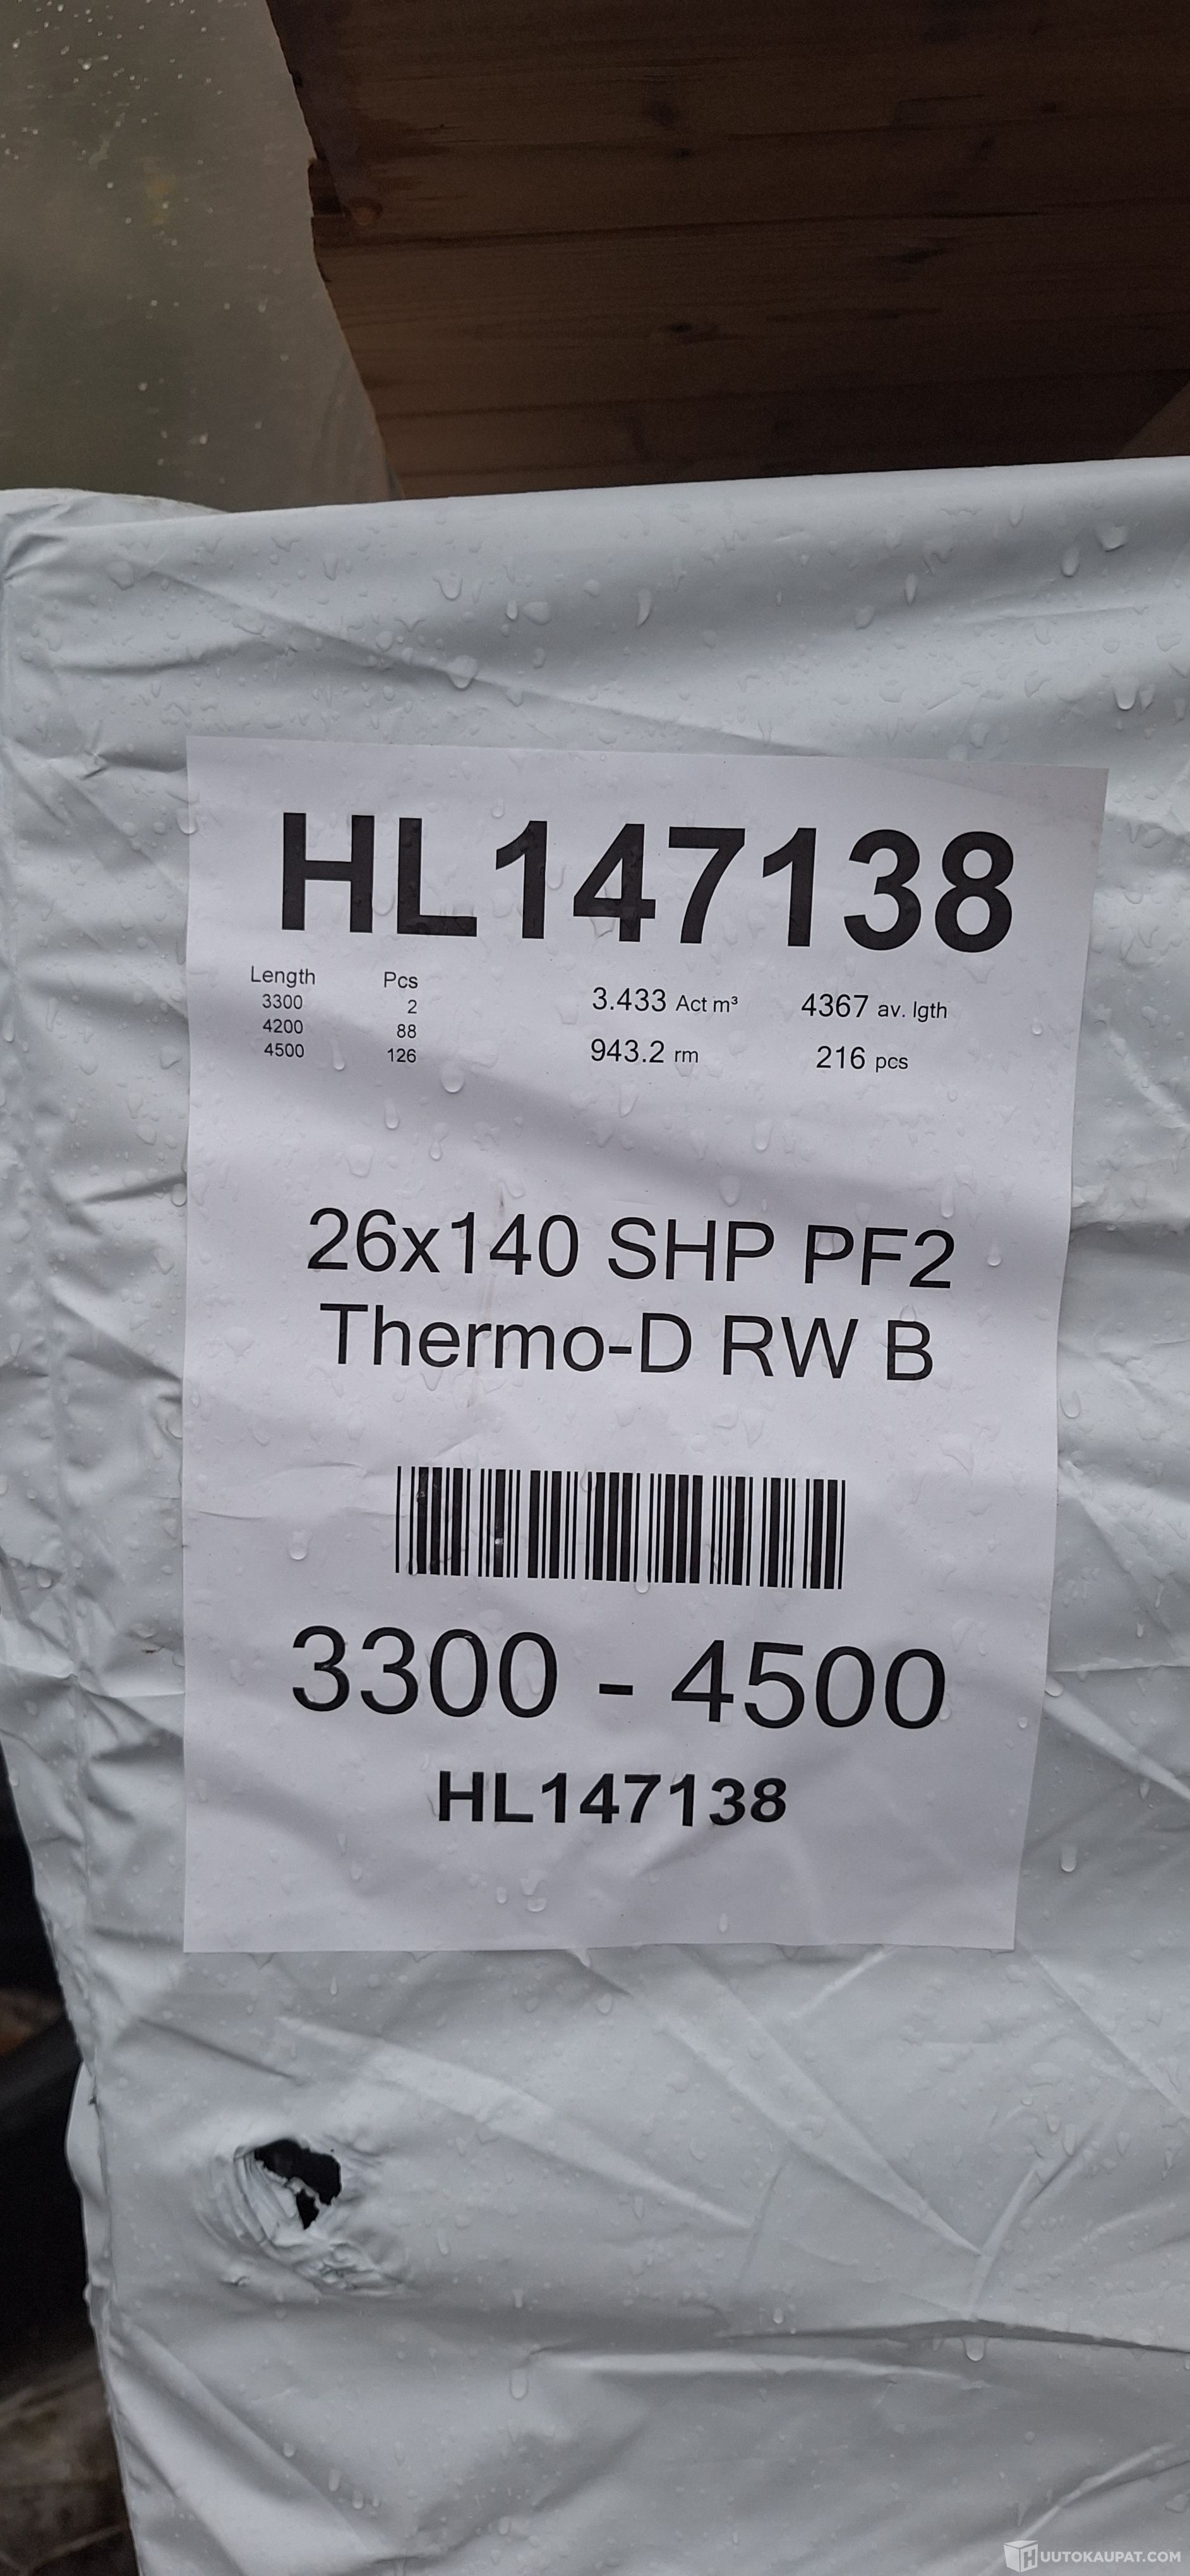 HL147138
Length Pcs
3300 2 3.433 Act m³ 4367 av. lgth
4200 88
4500 126 943.2 rm 216 pcs
26x140 SHP PF2
Thermo-D RW B
3300 - 4500
HL147138
HUUTOKAUPAT.COM